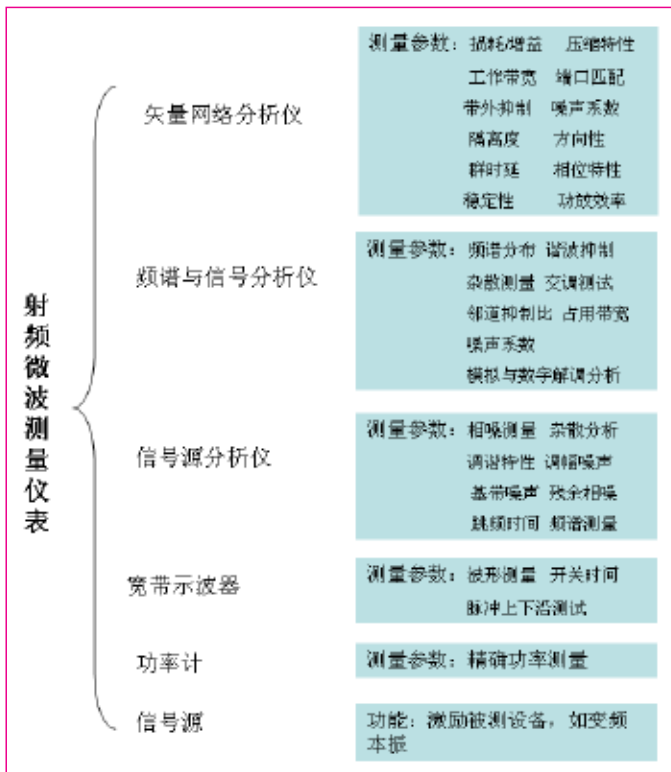 射频微波测量仪表
矢量网络分析仪
测量参数：损耗/增益 压缩特性
工作带宽 端口匹配
带外抑制 噪声系数
隔离度 方向性
群时延 相位特性
稳定性 功放效率
频谱与信号分析仪
测量参数：频谱分布 谐波抑制
杂散测量 交调测试
邻道抑制比 占用带宽
噪声系数
模拟与数字解调分析
信号源分析仪
测量参数：相噪测量 杂散分析
调谐特性 调幅噪声
基带噪声 残余相噪
跳频时间 频谱测量
宽带示波器
测量参数：波形测量 开关时间
脉冲上下沿测试
功率计
测量参数：精确功率测量
信号源
功能：激励被测设备，如变频
本振